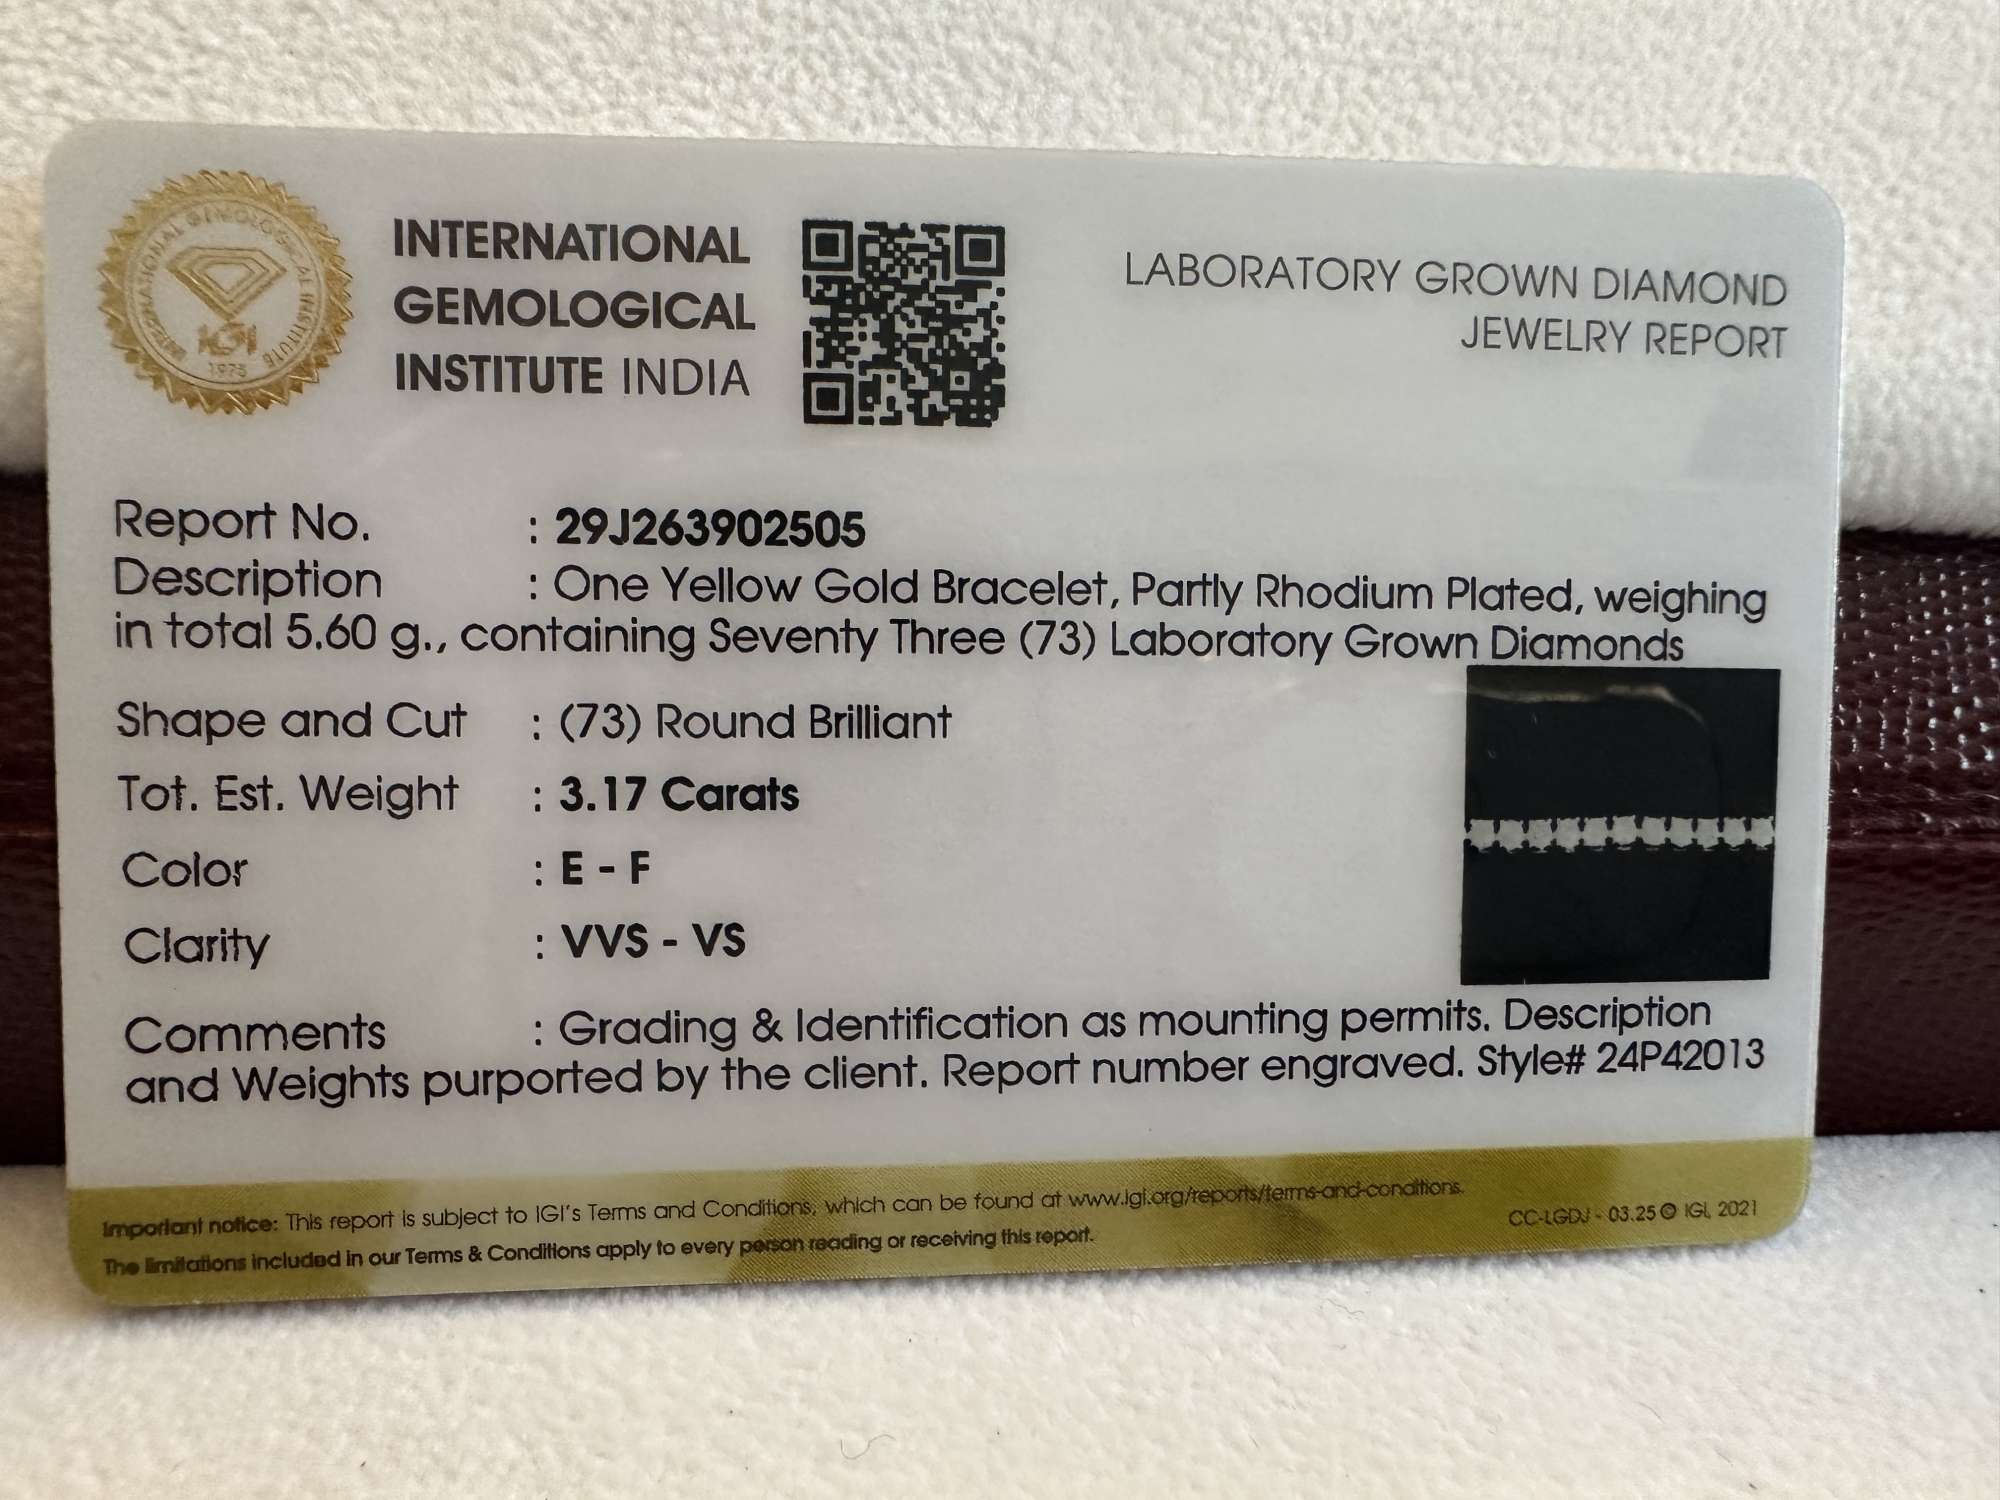 INTERNATIONAL GEMOLOGICAL INSTITUTE
IGI
1975
INTERNATIONAL
GEMOLOGICAL
INSTITUTE INDIA
LABORATORY GROWN DIAMOND
JEWELRY REPORT
Report No. : 29J263902505
Description : One Yellow Gold Bracelet, Partly Rhodium Plated, weighing
in total 5.60 g., containing Seventy Three (73) Laboratory Grown Diamonds
Shape and Cut : (73) Round Brilliant
Tot. Est. Weight : 3.17 Carats
Color : E - F
Clarity : VVS - VS
Comments : Grading & Identification as mounting permits. Description
and Weights purported by the client. Report number engraved. Style# 24P42013
Important notice: This report is subject to IGI's Terms and Conditions, which can be found at www.igi.org/reports/terms-and-conditions.
The limitations included in our Terms & Conditions apply to every person reading or receiving this report.
CC-LGDJ - 03.25 © IGI, 2021